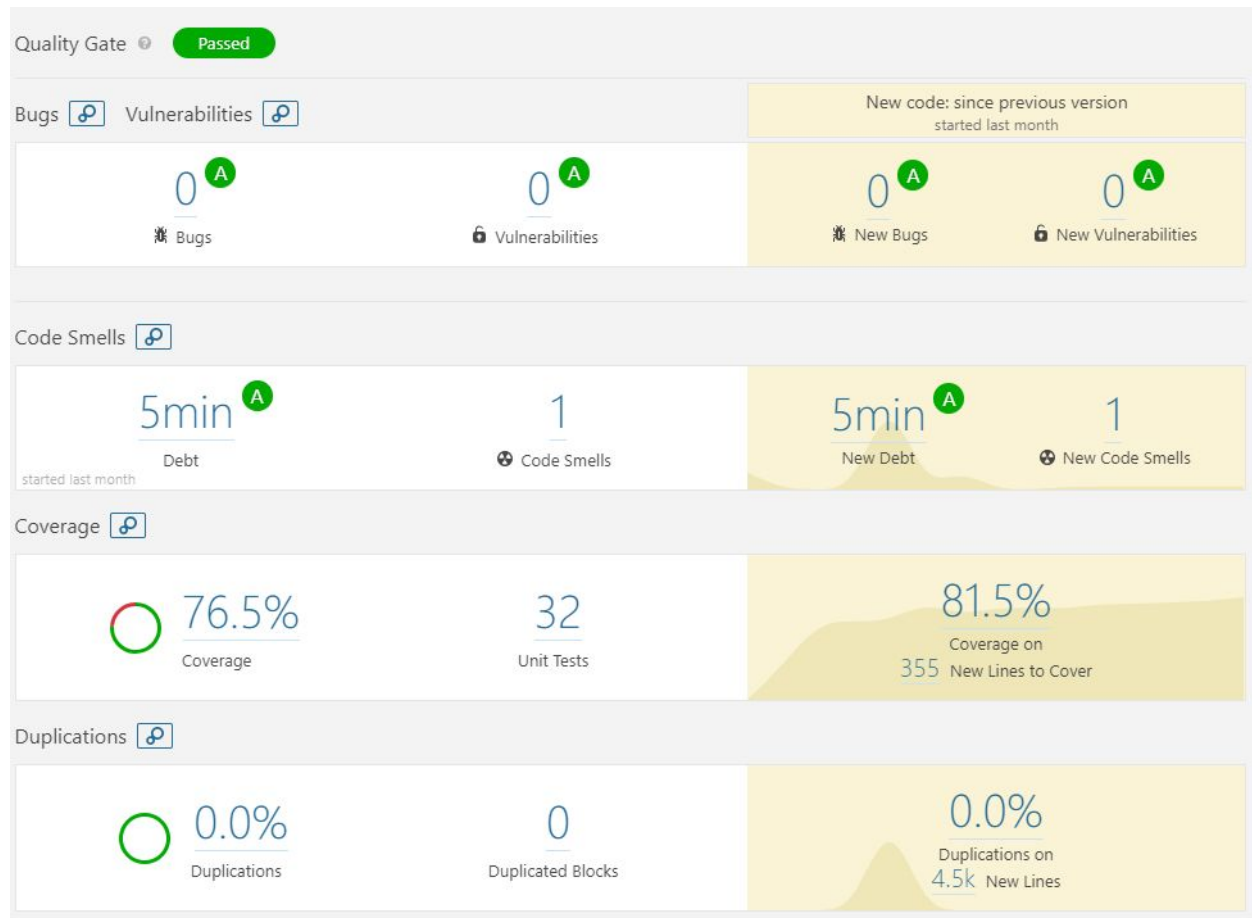 Quality Gate ? Passed
Bugs Vulnerabilities
New code: since previous version
started last month
0 A
Bugs
0 A
Vulnerabilities
0 A
New Bugs
0 A
New Vulnerabilities
Code Smells
5min A
Debt
started last month
1
Code Smells
5min A
New Debt
1
New Code Smells
Coverage
76.5%
Coverage
32
Unit Tests
81.5%
Coverage on
355 New Lines to Cover
Duplications
0.0%
Duplications
0
Duplicated Blocks
0.0%
Duplications on
4.5k New Lines